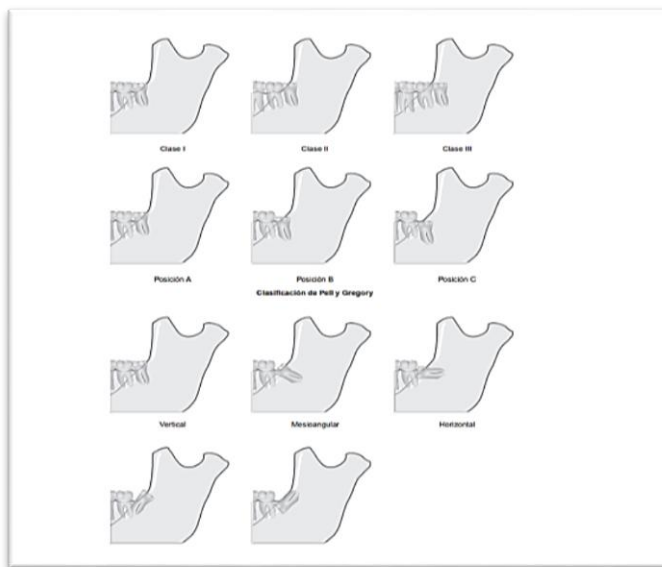 Clase I
Clase II
Clase III
Posición A
Posición B
Posición C
Clasificación de Pell y Gregory
Vertical
Mesioangular
Horizontal